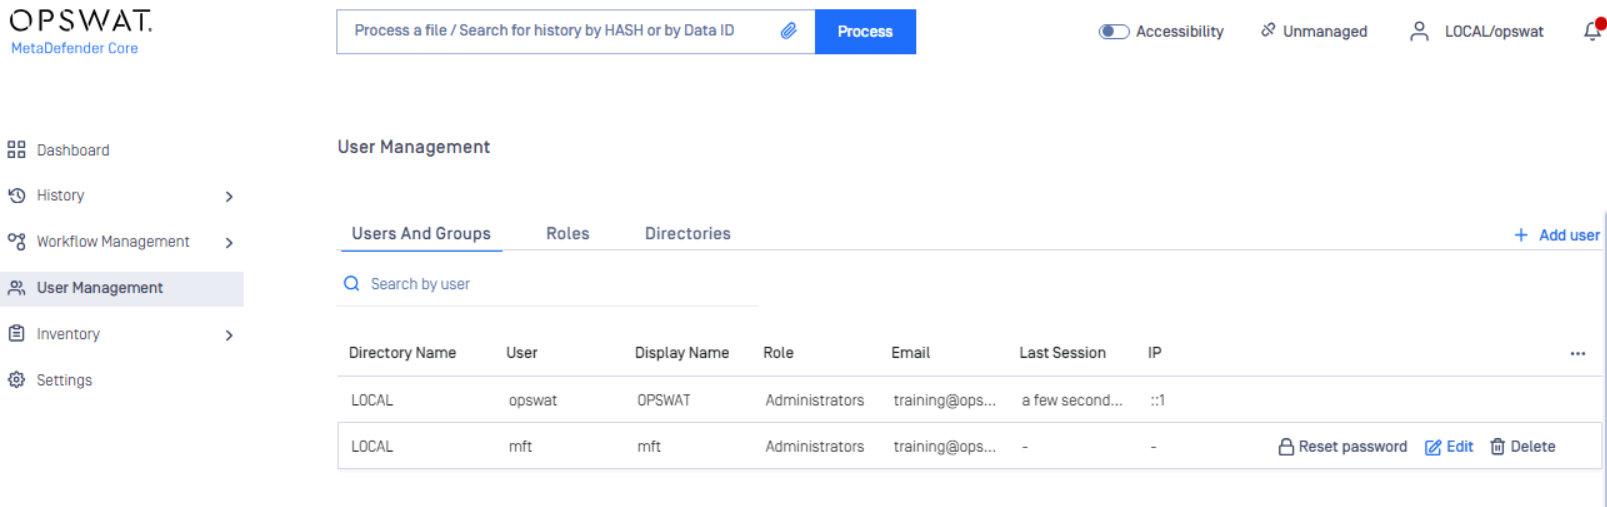 OPSWAT.
MetaDefender Core
Process a file / Search for history by HASH or by Data ID
Process
Accessibility
Unmanaged
LOCAL/opswat
Dashboard
History
Workflow Management
User Management
Inventory
Settings
User Management
Users And Groups Roles Directories
+ Add user
Search by user
Directory Name User Display Name Role Email Last Session IP ...
LOCAL opswat OPSWAT Administrators training@ops... a few second... ::1
LOCAL mft mft Administrators training@ops... - - Reset password Edit Delete